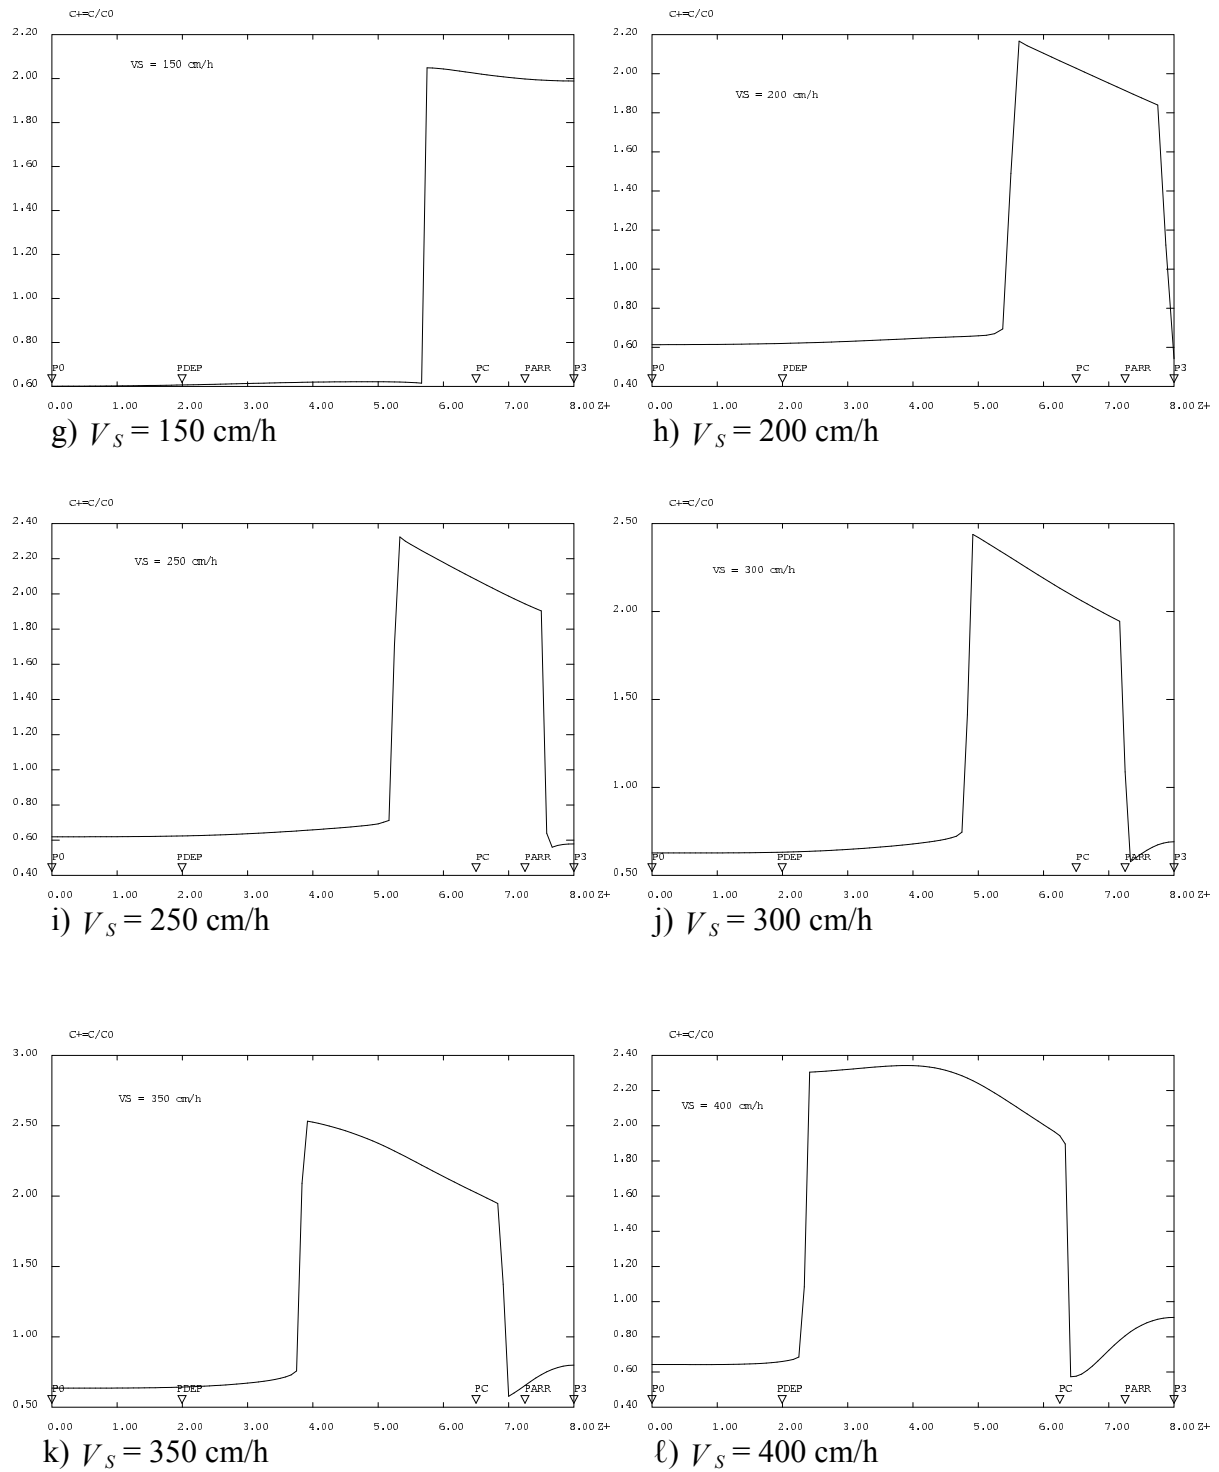 C+=C/C0
2.20
2.00
1.80
1.60
1.40
1.20
1.00
0.80
0.60
VS = 150 cm/h
P0 PDEP PC PARR P3
0.00 1.00 2.00 3.00 4.00 5.00 6.00 7.00 8.00 Z+
g) V_S = 150 cm/h
C+=C/C0
2.20
2.00
1.80
1.60
1.40
1.20
1.00
0.80
0.60
0.40
VS = 200 cm/h
P0 PDEP PC PARR P3
0.00 1.00 2.00 3.00 4.00 5.00 6.00 7.00 8.00 Z+
h) V_S = 200 cm/h
C+=C/C0
2.40
2.20
2.00
1.80
1.60
1.40
1.20
1.00
0.80
0.60
0.40
VS = 250 cm/h
P0 PDEP PC PARR P3
0.00 1.00 2.00 3.00 4.00 5.00 6.00 7.00 8.00 Z+
i) V_S = 250 cm/h
C+=C/C0
2.50
2.00
1.50
1.00
0.50
VS = 300 cm/h
P0 PDEP PC PARR P3
0.00 1.00 2.00 3.00 4.00 5.00 6.00 7.00 8.00 Z+
j) V_S = 300 cm/h
C+=C/C0
3.00
2.50
2.00
1.50
1.00
0.50
VS = 350 cm/h
P0 PDEP PC PARR P3
0.00 1.00 2.00 3.00 4.00 5.00 6.00 7.00 8.00 Z+
k) V_S = 350 cm/h
C+=C/C0
2.40
2.20
2.00
1.80
1.60
1.40
1.20
1.00
0.80
0.60
0.40
VS = 400 cm/h
P0 PDEP PC PARR P3
0.00 1.00 2.00 3.00 4.00 5.00 6.00 7.00 8.00 Z+
ℓ) V_S = 400 cm/h